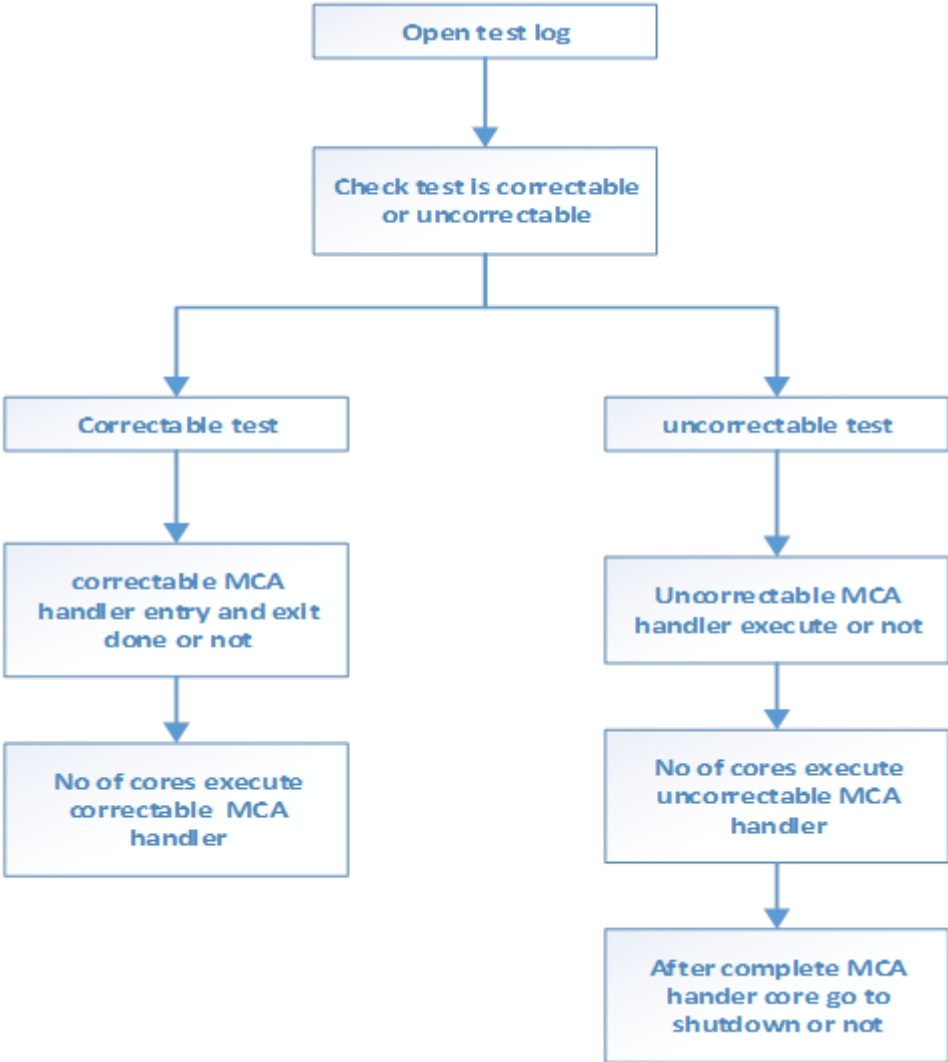 Open test log
Check test is correctable
or uncorrectable
Correctable test
uncorrectable test
correctable MCA
handler entry and exit
done or not
Uncorrectable MCA
handler execute or not
No of cores execute
correctable MCA
handler
No of cores execute
uncorrectable MCA
handler
After complete MCA
hander core go to
shutdown or not